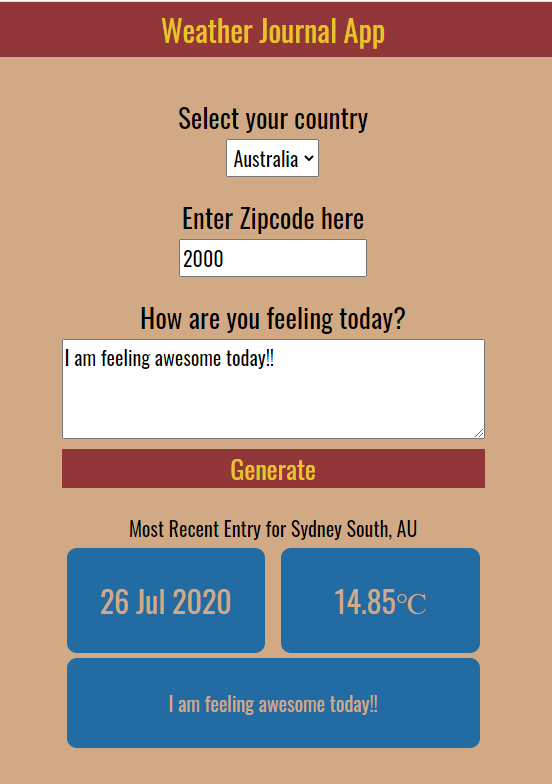 Weather Journal App
Select your country
Australia
Enter Zipcode here
2000
How are you feeling today?
I am feeling awesome today!!
Generate
Most Recent Entry for Sydney South, AU
26 Jul 2020
14.85℃
I am feeling awesome today!!